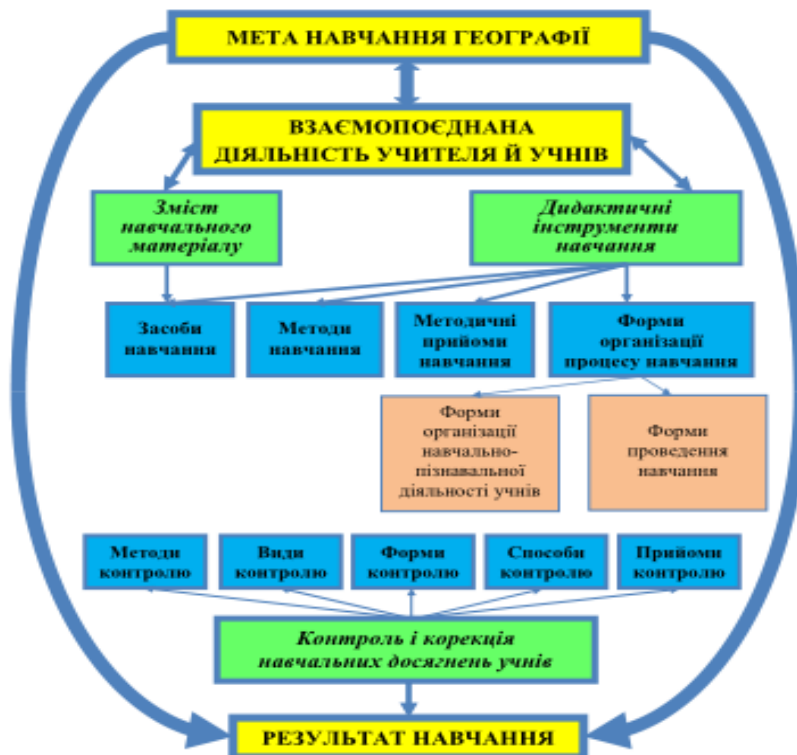 МЕТА НАВЧАННЯ ГЕОГРАФІЇ
ВЗАЄМОПОЄДНАНА
ДІЯЛЬНІСТЬ УЧИТЕЛЯ Й УЧНІВ
Зміст
навчального
матеріалу
Дидактичні
інструменти
навчання
Засоби
навчання
Методи
навчання
Методичні
прийоми
навчання
Форми
організації
процесу навчання
Форми
організації
навчально-
пізнавальної
діяльності учнів
Форми
проведення
навчання
Методи
контролю
Види
контролю
Форми
контролю
Способи
контролю
Прийоми
контролю
Контроль і корекція
навчальних досягнень учнів
РЕЗУЛЬТАТ НАВЧАННЯ